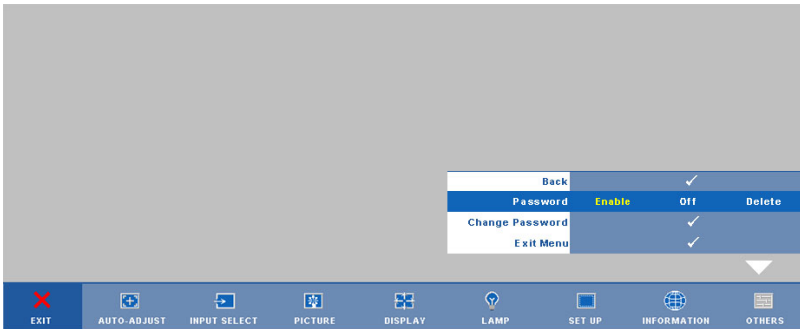 Back
Password Enable Off Delete
Change Password
Exit Menu
EXIT AUTO-ADJUST INPUT SELECT PICTURE DISPLAY LAMP SET UP INFORMATION OTHERS